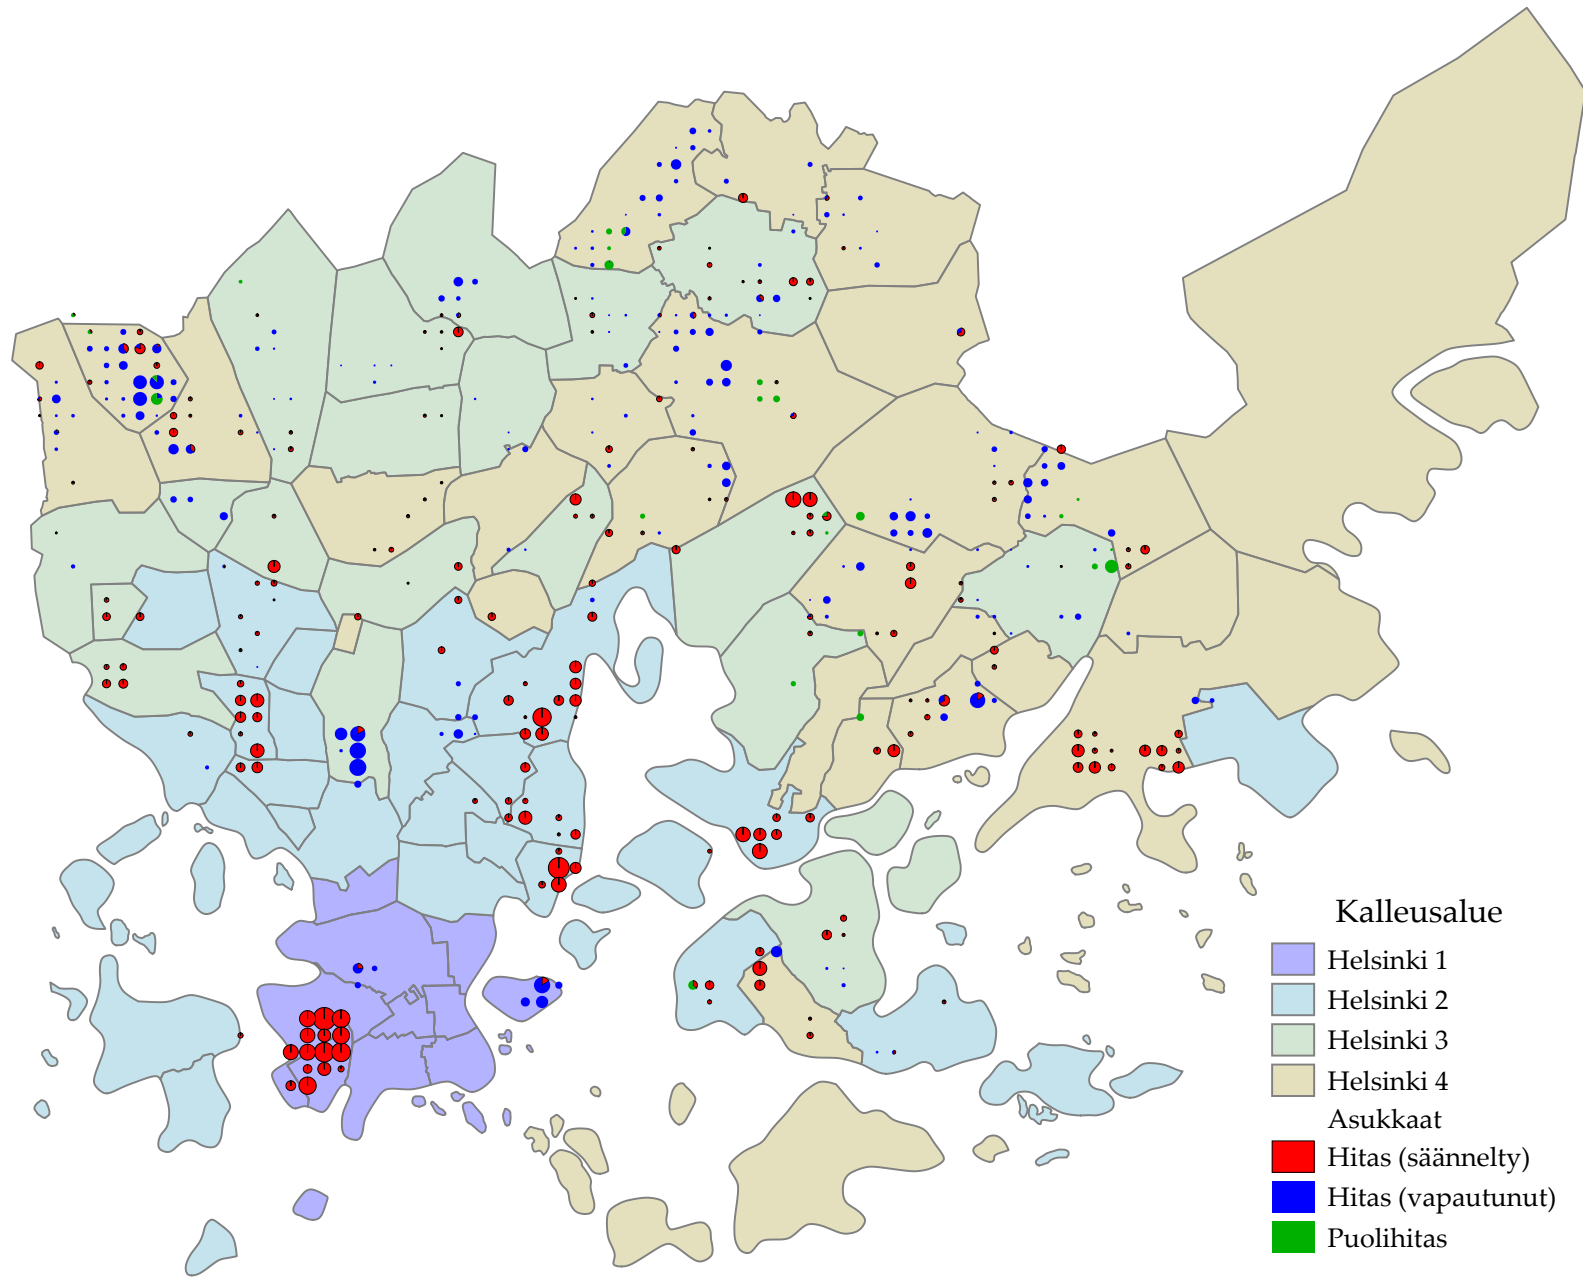 Kalleusalue
Helsinki 1
Helsinki 2
Helsinki 3
Helsinki 4
Asukkaat
Hitas (säännelty)
Hitas (vapautunut)
Puolihitas